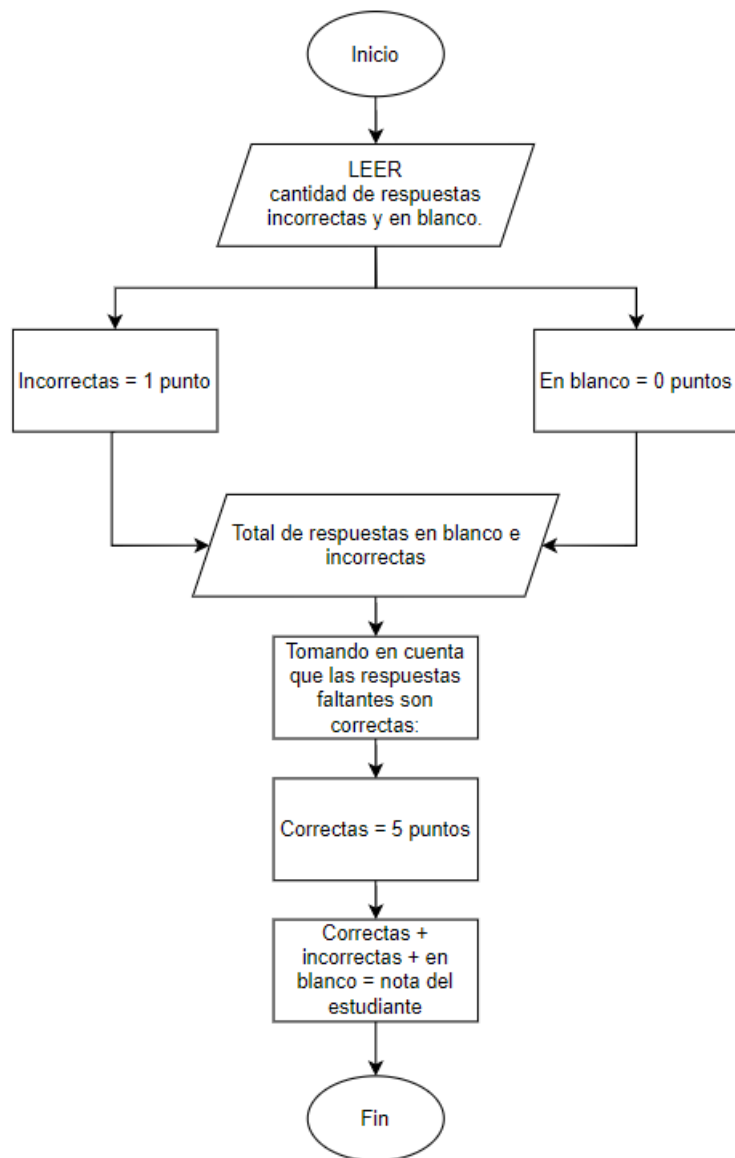 Inicio
LEER
cantidad de respuestas
incorrectas y en blanco.
Incorrectas = 1 punto
En blanco = 0 puntos
Total de respuestas en blanco e
incorrectas
Tomando en cuenta
que las respuestas
faltantes son
correctas:
Correctas = 5 puntos
Correctas +
incorrectas + en
blanco = nota del
estudiante
Fin